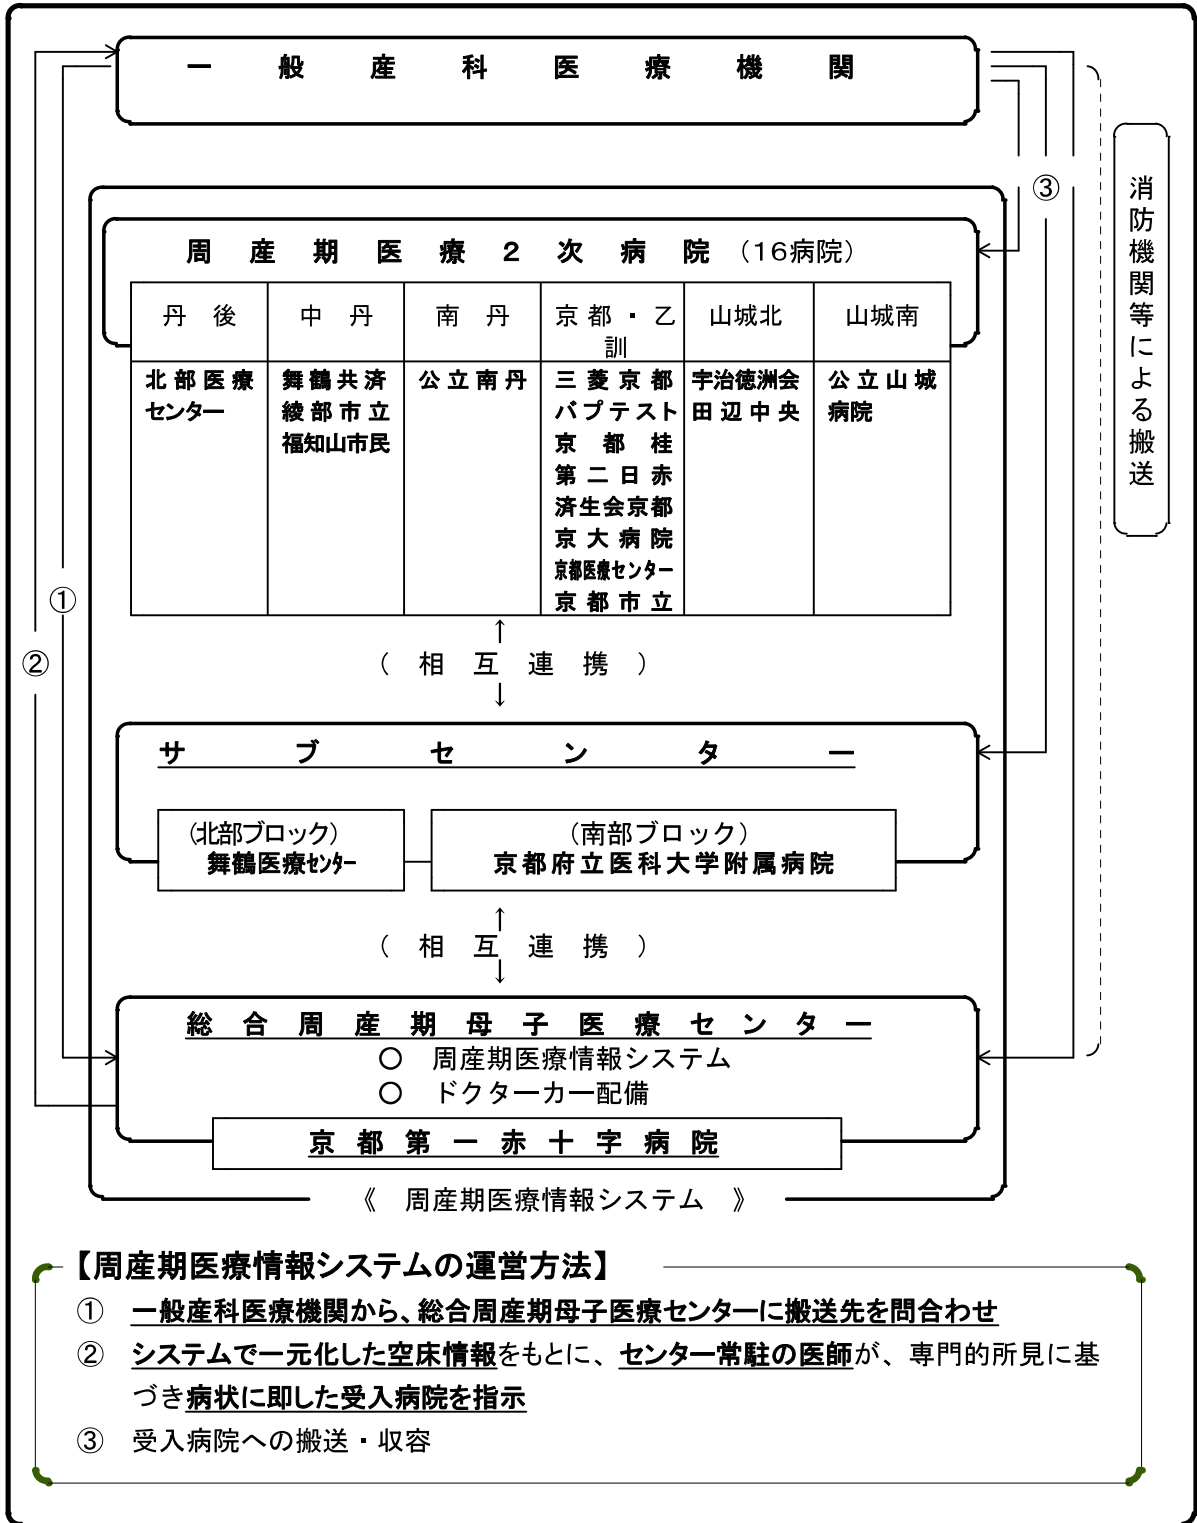 一般産科医療機関
③
消防機関等による搬送
周産期医療２次病院（16病院）
丹後 中丹 南丹 京都・乙訓 山城北 山城南
北部医療センター
舞鶴共済
綾部市立
福知山市民
公立南丹
三菱京都
バプテスト
京都桂
第二日赤
済生会京都
京大病院
京都医療センター
京都市立
宇治徳洲会
田辺中央
公立山城
病院
①
②
↑
（相互連携）
↓
サブセンター
（北部ブロック）
舞鶴医療センター
（南部ブロック）
京都府立医科大学附属病院
↑
（相互連携）
↓
総合周産期母子医療センター
○ 周産期医療情報システム
○ ドクターカー配備
京都第一赤十字病院
《 周産期医療情報システム 》
【周産期医療情報システムの運営方法】
① 一般産科医療機関から、総合周産期母子医療センターに搬送先を問合わせ
② システムで一元化した空床情報をもとに、センター常駐の医師が、専門的所見に基
づき病状に即した受入病院を指示
③ 受入病院への搬送・収容